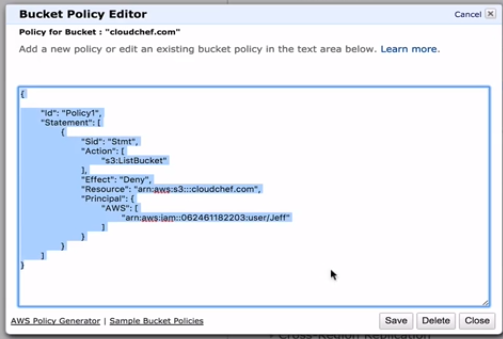 Bucket Policy Editor
Cancel
Policy for Bucket : "cloudchef.com"
Add a new policy or edit an existing bucket policy in the text area below. Learn more.
{
"Id": "Policy1",
"Statement": [
{
"Sid": "Stmt",
"Action": [
"s3:ListBucket"
],
"Effect": "Deny",
"Resource": "arn:aws:s3:::cloudchef.com",
"Principal": {
"AWS": [
"arn:aws:iam::062461182203:user/Jeff"
]
}
}
]
}
AWS Policy Generator | Sample Bucket Policies
Save Delete Close
Cross-Region Replication